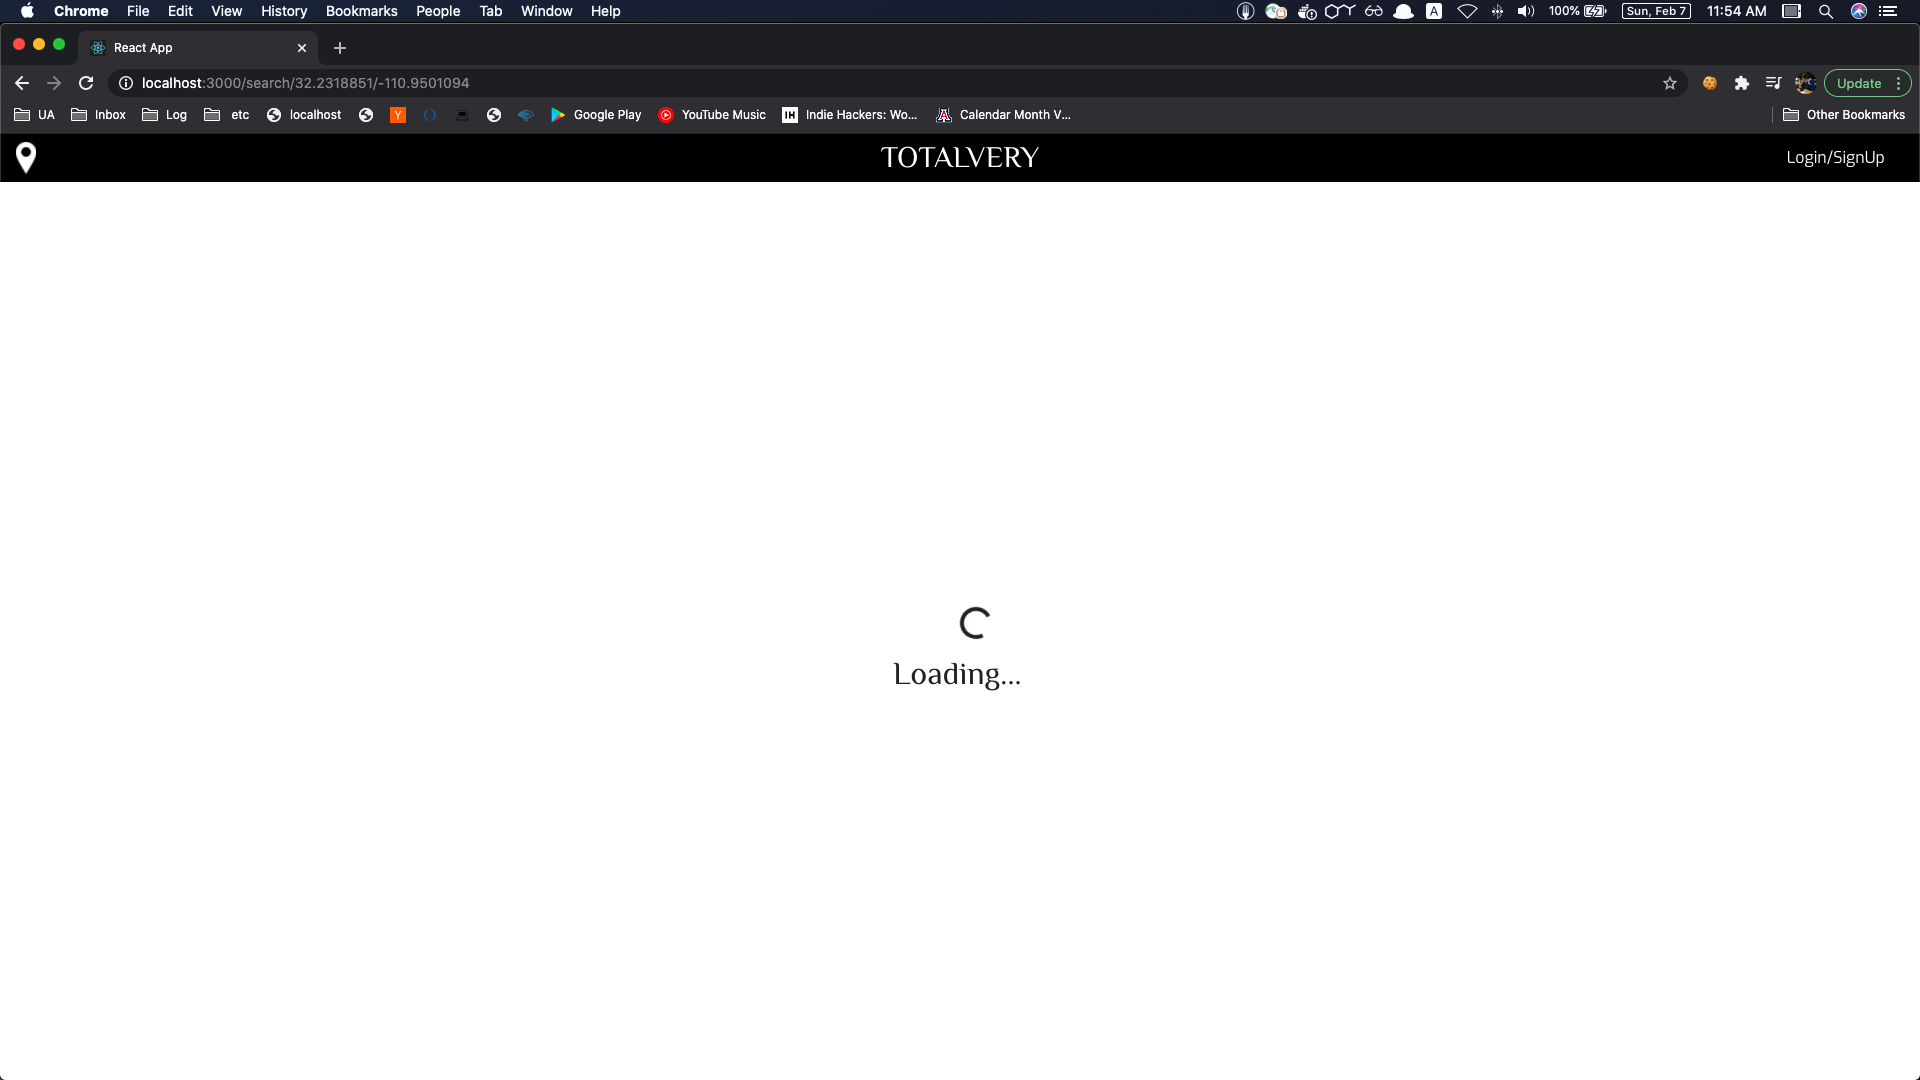 Chrome File Edit View History Bookmarks People Tab Window Help A 100% Sun, Feb 7 11:54 AM
React App
localhost:3000/search/32.2318851/-110.9501094 Update
UA Inbox Log etc localhost Y Google Play YouTube Music IH Indie Hackers: Wo... A Calendar Month V... Other Bookmarks
TOTALVERY Login/SignUp
Loading...